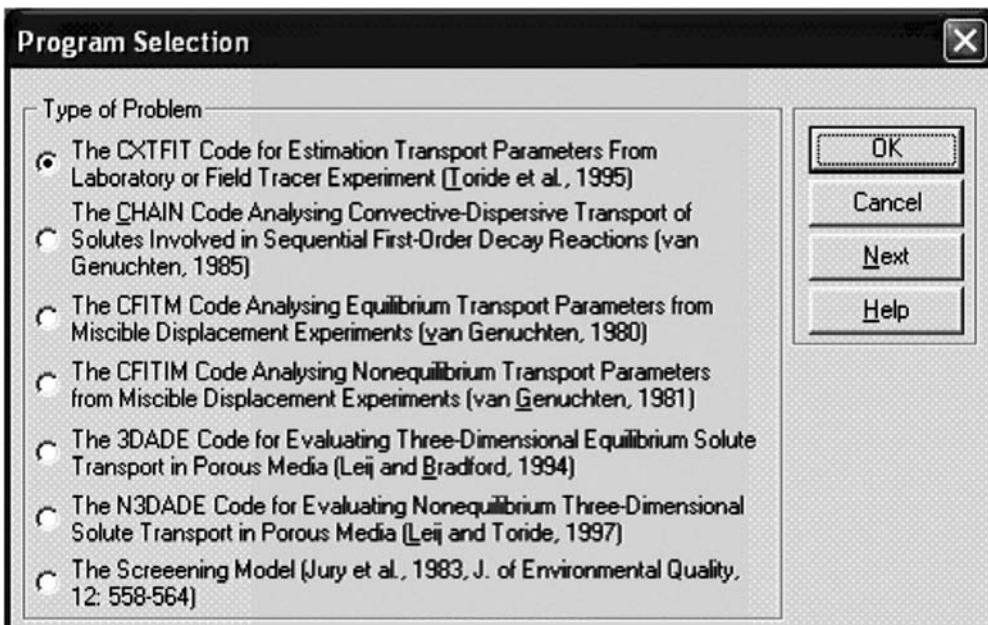 Program Selection
Type of Problem
The CXTFIT Code for Estimation Transport Parameters From
Laboratory or Field Tracer Experiment (Toride et al., 1995)
The CHAIN Code Analysing Convective-Dispersive Transport of
Solutes Involved in Sequential First-Order Decay Reactions (van
Genuchten, 1985)
The CFITM Code Analysing Equilibrium Transport Parameters from
Miscible Displacement Experiments (van Genuchten, 1980)
The CFITIM Code Analysing Nonequilibrium Transport Parameters
from Miscible Displacement Experiments (van Genuchten, 1981)
The 3DADE Code for Evaluating Three-Dimensional Equilibrium Solute
Transport in Porous Media (Leij and Bradford, 1994)
The N3DADE Code for Evaluating Nonequilibrium Three-Dimensional
Solute Transport in Porous Media (Leij and Toride, 1997)
The Screeening Model (Jury et al., 1983, J. of Environmental Quality,
12: 558-564)
OK
Cancel
Next
Help